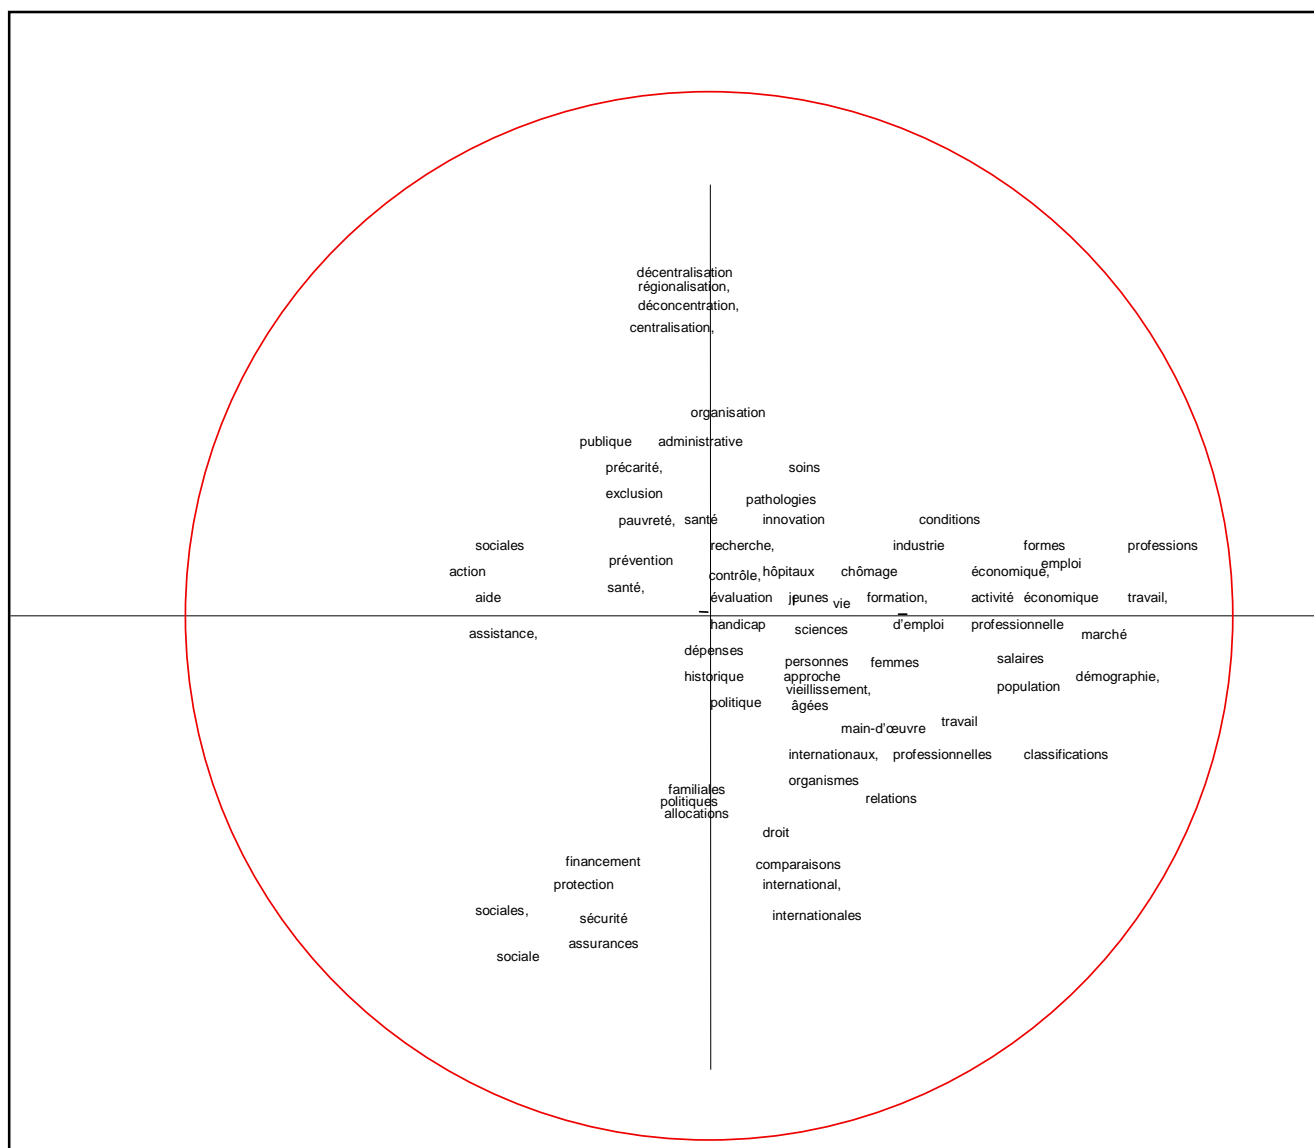 décentralisation
régionalisation,
déconcentration,
centralisation,
organisation
publique administrative
précarité, soins
exclusion pathologies
pauvreté, santé innovation conditions
sociales recherche, industrie formes professions
prévention emploi
action contrôle, hôpitaux chômage économique,
santé,
aide évaluation jeunes vie formation, activité économique travail,
handicap sciences d'emploi professionnelle
assistance, marché
dépenses personnes femmes salaires
historique approche démographie,
vieillissement, population
politique âgées
main-d'œuvre travail
internationaux, professionnelles classifications
organismes
familiales relations
politiques
allocations
droit
financement comparaisons
protection international,
sociales, sécurité internationales
assurances
sociale